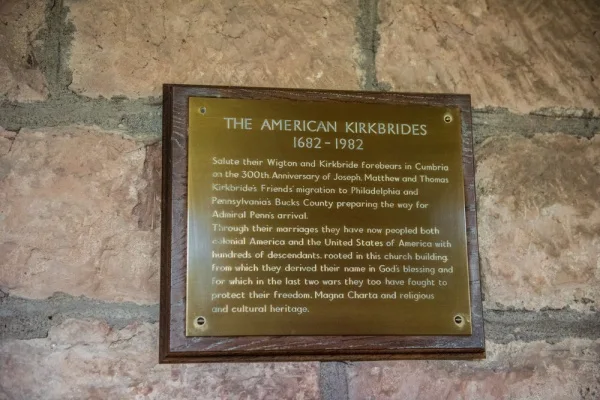 THE AMERICAN KIRKBRIDES
1682-1982
Salute their Wigton and Kirkbride forebears in Cumbria
on the 300th Anniversary of Joseph, Matthew and Thomas
Kirkbride's Friends' migration to Philadelphia and
Pennsylvania's Bucks County preparing the way for
Admiral Penn's arrival.
Through their marriages they have now peopled both
colonial America and the United States of America with
hundreds of descendants, rooted in this church building,
from which they derived their name in God's blessing and
for which in the last two wars they too have fought to
protect their freedom, Magna Charta and religious
and cultural heritage.